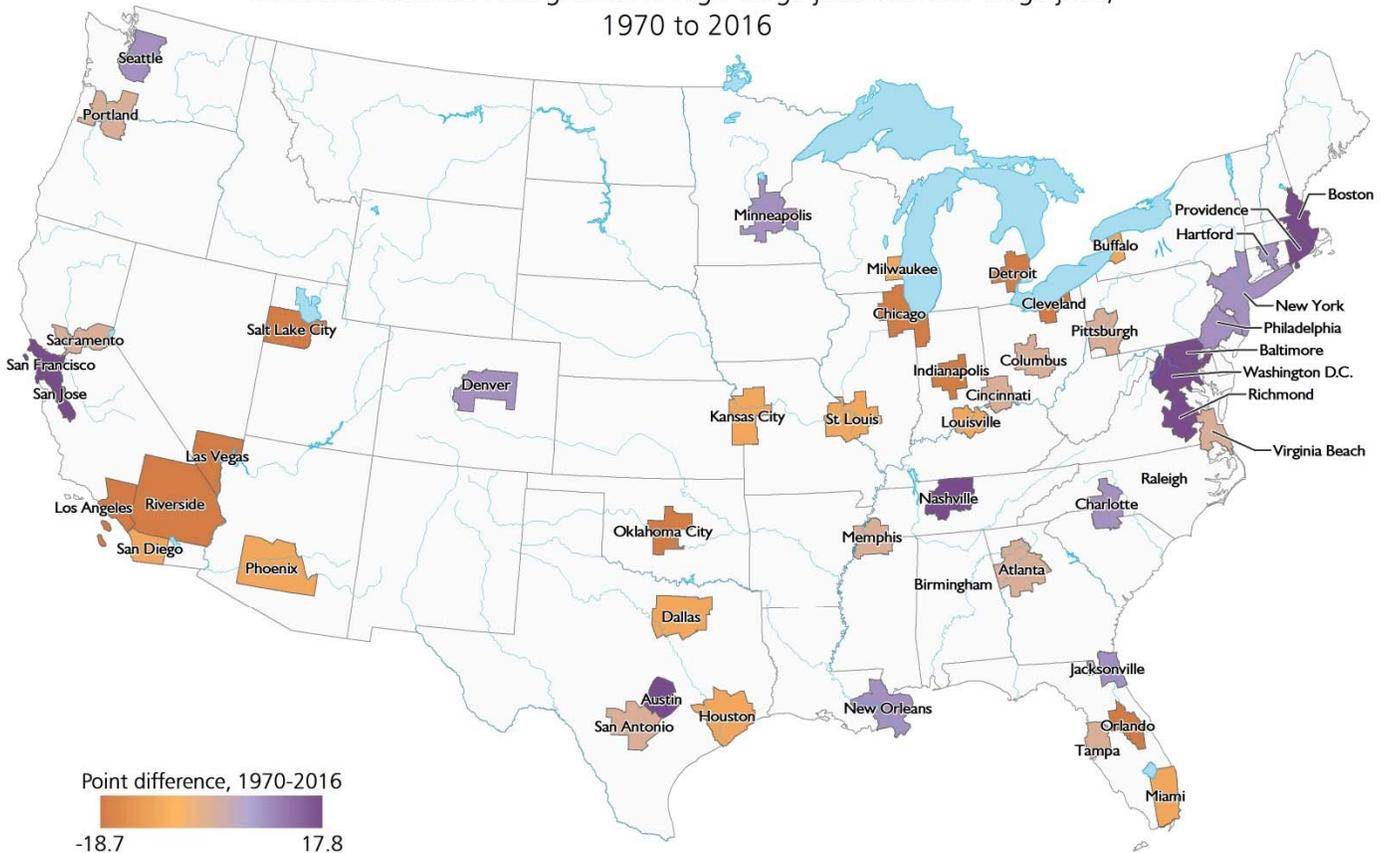 1970 to 2016
Seattle
Portland
Minneapolis
Boston
Providence
Hartford
Buffalo
Milwaukee
Detroit
Cleveland
New York
Chicago
Salt Lake City
Pittsburgh
Philadelphia
Sacramento
Baltimore
San Francisco
Columbus
Indianapolis
Washington D.C.
Denver
San Jose
Cincinnati
Richmond
Kansas City
St Louis
Louisville
Virginia Beach
Las Vegas
Raleigh
Nashville
Los Angeles
Riverside
Charlotte
Oklahoma City
Memphis
San Diego
Phoenix
Atlanta
Birmingham
Dallas
Jacksonville
Austin
New Orleans
Houston
San Antonio
Orlando
Tampa
Point difference, 1970-2016
Miami
-18.7
17.8